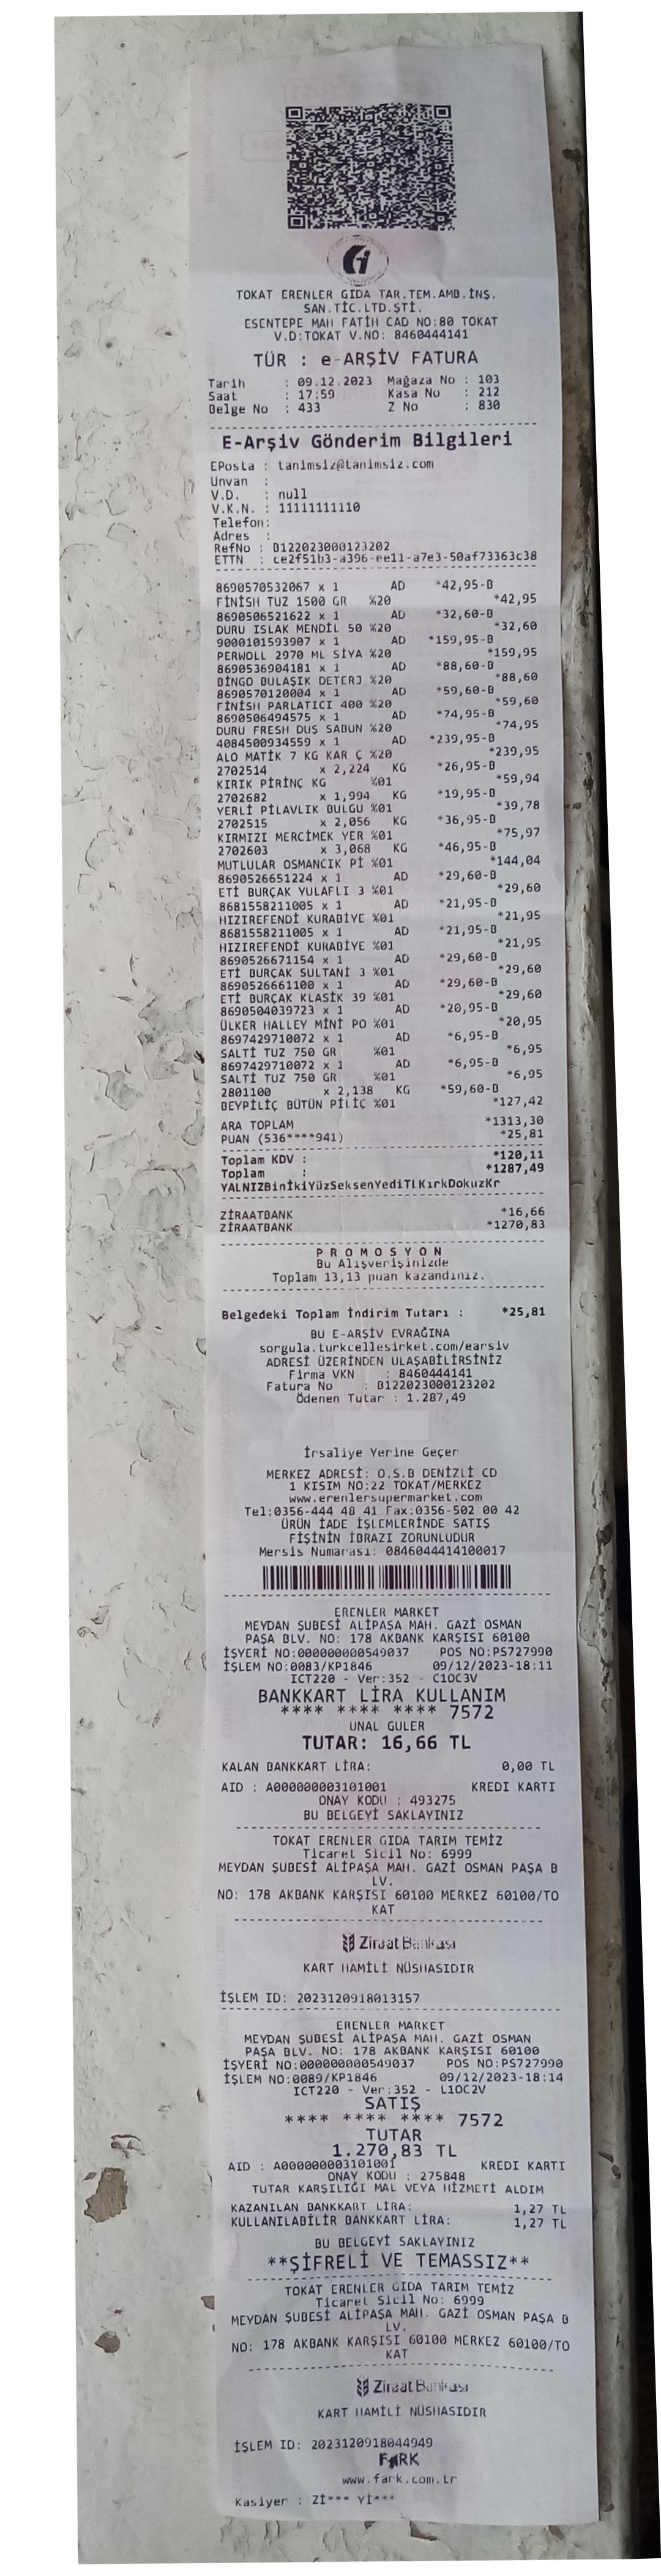 TOKAT ERENLER GIDA TAR.TEM.AMB.İNŞ.
SAN.TİC.LTD.ŞTİ.
ESENTEPE MAH FATİH CAD NO:80 TOKAT
V.D:TOKAT V.NO: 8460444141
TÜR : e-ARŞİV FATURA
Tarih : 09.12.2023 Mağaza No : 103
Saat : 17:59 Kasa No : 212
Belge No : 433 Z No : 830
E-Arşiv Gönderim Bilgileri
EPosta : tanimsiz@tanimsiz.com
Unvan :
V.D. : null
V.K.N. : 11111111110
Telefon:
Adres :
RefNo : B122023000123202
ETTN : ce2f51b3-a396-ee11-a7e3-50af73363c38
8690570532067 x 1 AD *42,95-B
FİNİSH TUZ 1500 GR %20 *42,95
8690506521622 x 1 AD *32,60-B
DURU ISLAK MENDİL 50 %20 *32,60
9000101593907 x 1 AD *159,95-B
PERWOLL 2970 ML SİYA %20 *159,95
8690536904181 x 1 AD *88,60-B
BİNGO BULAŞIK DETERJ %20 *88,60
8690570120004 x 1 AD *59,60-B
FİNİSH PARLATICI 400 %20 *59,60
8690506494575 x 1 AD *74,95-B
DURU FRESH DUŞ SABUN %20 *74,95
4084500934559 x 1 AD *239,95-B
ALO MATİK 7 KG KAR Ç %20 *239,95
2702514 x 2,224 KG *26,95-B
KIRIK PİRİNÇ KG %01 *59,94
2702682 x 1,994 KG *19,95-B
YERLİ PİLAVLIK BULGU %01 *39,78
2702515 x 2,056 KG *36,95-B
KIRMIZI MERCİMEK YER %01 *75,97
2702603 x 3,068 KG *46,95-B
MUTLULAR OSMANCIK Pİ %01 *144,04
8690526651224 x 1 AD *29,60-B
ETİ BURÇAK YULAFLI 3 %01 *29,60
8681558211005 x 1 AD *21,95-B
HIZIREFENDİ KURABİYE %01 *21,95
8681558211005 x 1 AD *21,95-B
HIZIREFENDİ KURABİYE %01 *21,95
8690526671154 x 1 AD *29,60-B
ETİ BURÇAK SULTANİ 3 %01 *29,60
8690526661100 x 1 AD *29,60-B
ETİ BURÇAK KLASİK 39 %01 *29,60
8690504039723 x 1 AD *20,95-B
ÜLKER HALLEY MİNİ PO %01 *20,95
8697429710072 x 1 AD *6,95-B
SALTİ TUZ 750 GR %01 *6,95
8697429710072 x 1 AD *6,95-B
SALTİ TUZ 750 GR %01 *6,95
2801100 x 2,138 KG *59,60-B
BEYPİLİÇ BÜTÜN PİLİÇ %01 *127,42
ARA TOPLAM *1313,30
PUAN (536****941) *25,81
Toplam KDV : *120,11
Toplam : *1287,49
YALNIZBinİkiYüzSeksenYediTLKırkDokuzKr
ZİRAATBANK *16,66
ZİRAATBANK *1270,83
P R O M O S Y O N
Bu Alışverişinizde
Toplam 13,13 puan kazandınız.
Belgedeki Toplam İndirim Tutarı : *25,81
BU E-ARŞİV EVRAĞINA
sorgula.turkcellesirket.com/earsiv
ADRESİ ÜZERİNDEN ULAŞABİLİRSİNİZ
Firma VKN : 8460444141
Fatura No : B122023000123202
Ödenen Tutar : 1.287,49
İrsaliye Yerine Geçer
MERKEZ ADRESİ: O.S.B DENİZLİ CD
1 KISIM NO:22 TOKAT/MERKEZ
www.erenlersupermarket.com
Tel:0356-444 48 41 Fax:0356-502 00 42
ÜRÜN İADE İŞLEMLERİNDE SATIŞ
FİŞİNİN İBRAZI ZORUNLUDUR
Mersis Numarası: 0846044414100017
ERENLER MARKET
MEYDAN ŞUBESİ ALİPAŞA MAH. GAZİ OSMAN
PAŞA BLV. NO: 178 AKBANK KARŞISI 60100
İŞYERİ NO:000000000549037 POS NO:PS727990
İŞLEM NO:0083/KP1846 09/12/2023-18:11
ICT220 - Ver:352 - C10C3V
BANKKART LİRA KULLANIM
**** **** **** 7572
UNAL GULER
TUTAR: 16,66 TL
KALAN BANKKART LİRA: 0,00 TL
AID : A000000003101001 KREDI KARTI
ONAY KODU : 493275
BU BELGEYİ SAKLAYINIZ
TOKAT ERENLER GIDA TARIM TEMİZ
Ticaret Sicil No: 6999
MEYDAN ŞUBESİ ALİPAŞA MAH. GAZİ OSMAN PAŞA B
LV.
NO: 178 AKBANK KARŞISI 60100 MERKEZ 60100/TO
KAT
Ziraat Bankası
KART HAMİLİ NÜSHASIDIR
İŞLEM ID: 2023120918013157
ERENLER MARKET
MEYDAN ŞUBESİ ALİPAŞA MAH. GAZİ OSMAN
PAŞA BLV. NO: 178 AKBANK KARŞISI 60100
İŞYERİ NO:000000000549037 POS NO:PS727990
İŞLEM NO:0089/KP1846 09/12/2023-18:14
ICT220 - Ver:352 - L10C2V
SATIŞ
**** **** **** 7572
TUTAR
1.270,83 TL
AID : A000000003101001 KREDI KARTI
ONAY KODU : 275848
TUTAR KARŞILIĞI MAL VEYA HİZMETİ ALDIM
KAZANILAN BANKKART LİRA: 1,27 TL
KULLANILABİLİR BANKKART LİRA: 1,27 TL
BU BELGEYİ SAKLAYINIZ
**ŞİFRELİ VE TEMASSIZ**
TOKAT ERENLER GIDA TARIM TEMİZ
Ticaret Sicil No: 6999
MEYDAN ŞUBESİ ALİPAŞA MAH. GAZİ OSMAN PAŞA B
LV.
NO: 178 AKBANK KARŞISI 60100 MERKEZ 60100/TO
KAT
Ziraat Bankası
KART HAMİLİ NÜSHASIDIR
İŞLEM ID: 2023120918044949
FARK
www.fark.com.tr
Kasiyer : Zİ*** Yİ***